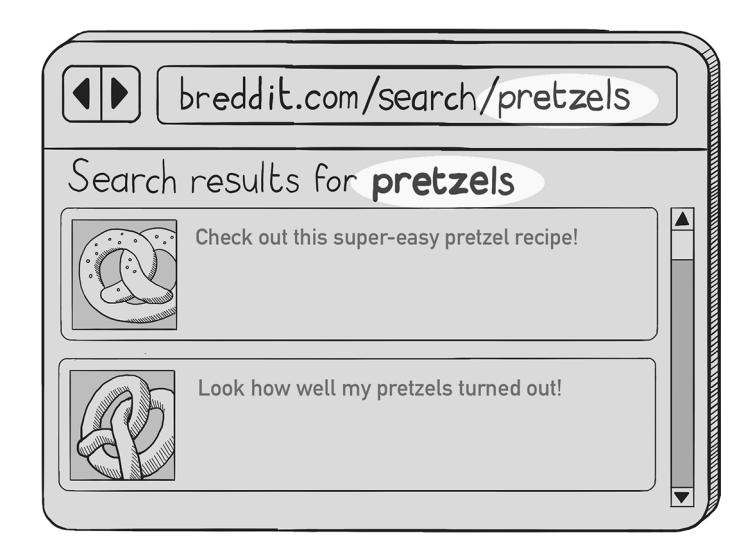 breddit.com/search/pretzels
Search results for pretzels
Check out this super-easy pretzel recipe!
Look how well my pretzels turned out!